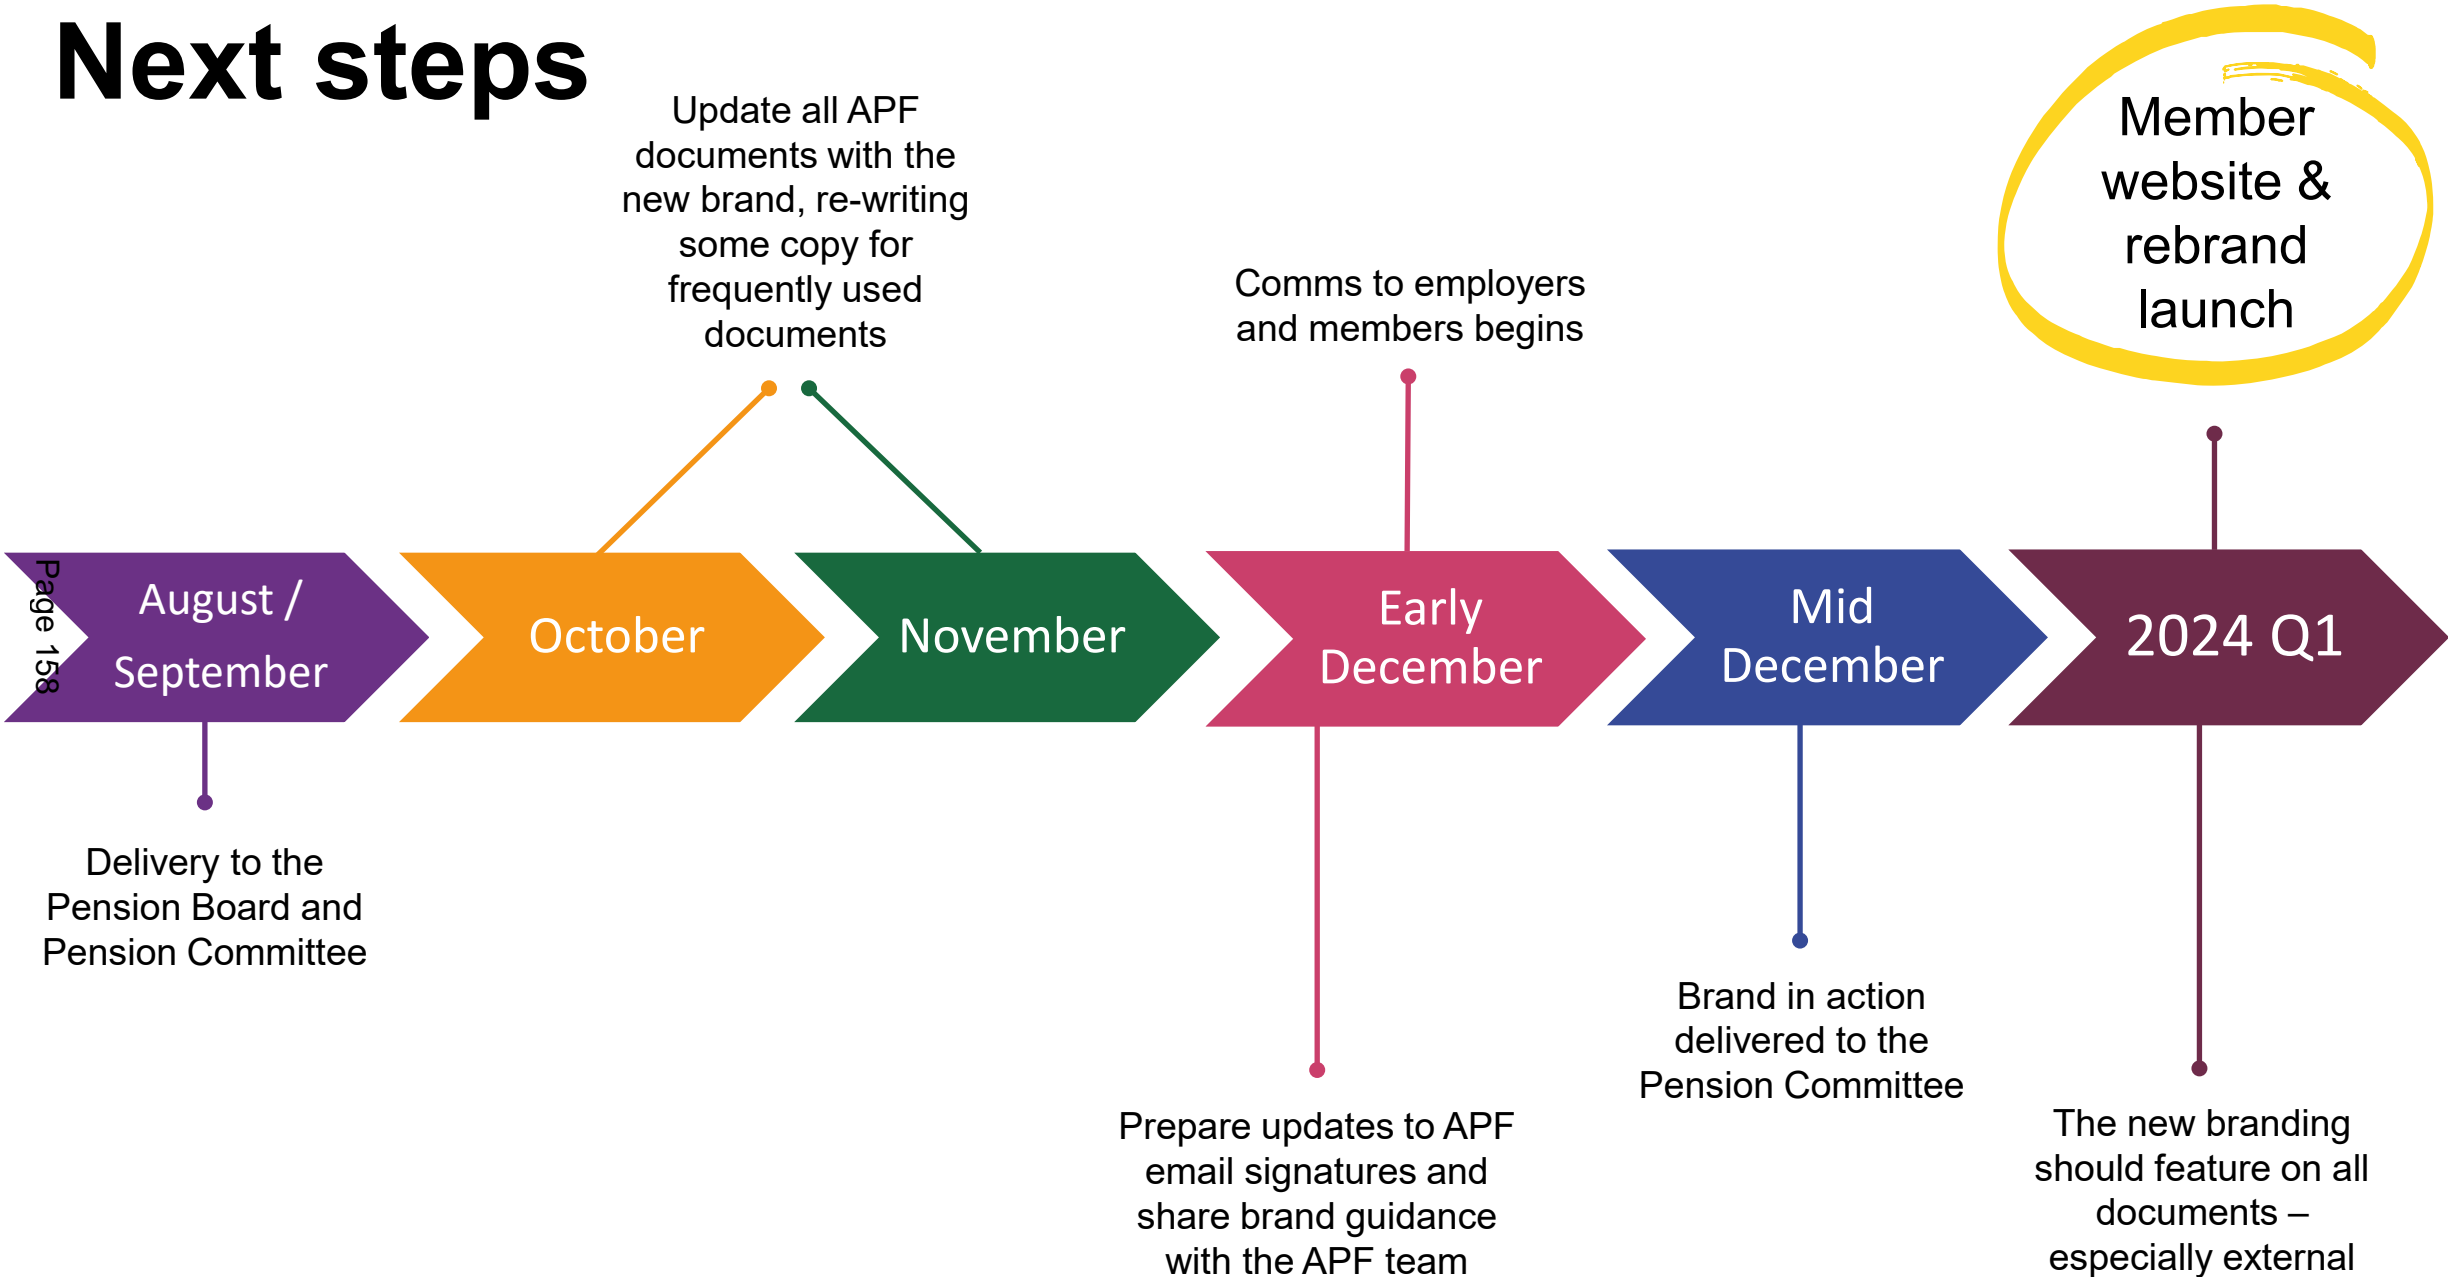 Next steps
Update all APF
documents with the
new brand, re-writing
some copy for
frequently used
documents
Comms to employers
and members begins
Member
website &
rebrand
launch
Page 158
August /
September
October
November
Early
December
Mid
December
2024 Q1
Delivery to the
Pension Board and
Pension Committee
Prepare updates to APF
email signatures and
share brand guidance
with the APF team
Brand in action
delivered to the
Pension Committee
The new branding
should feature on all
documents –
especially external